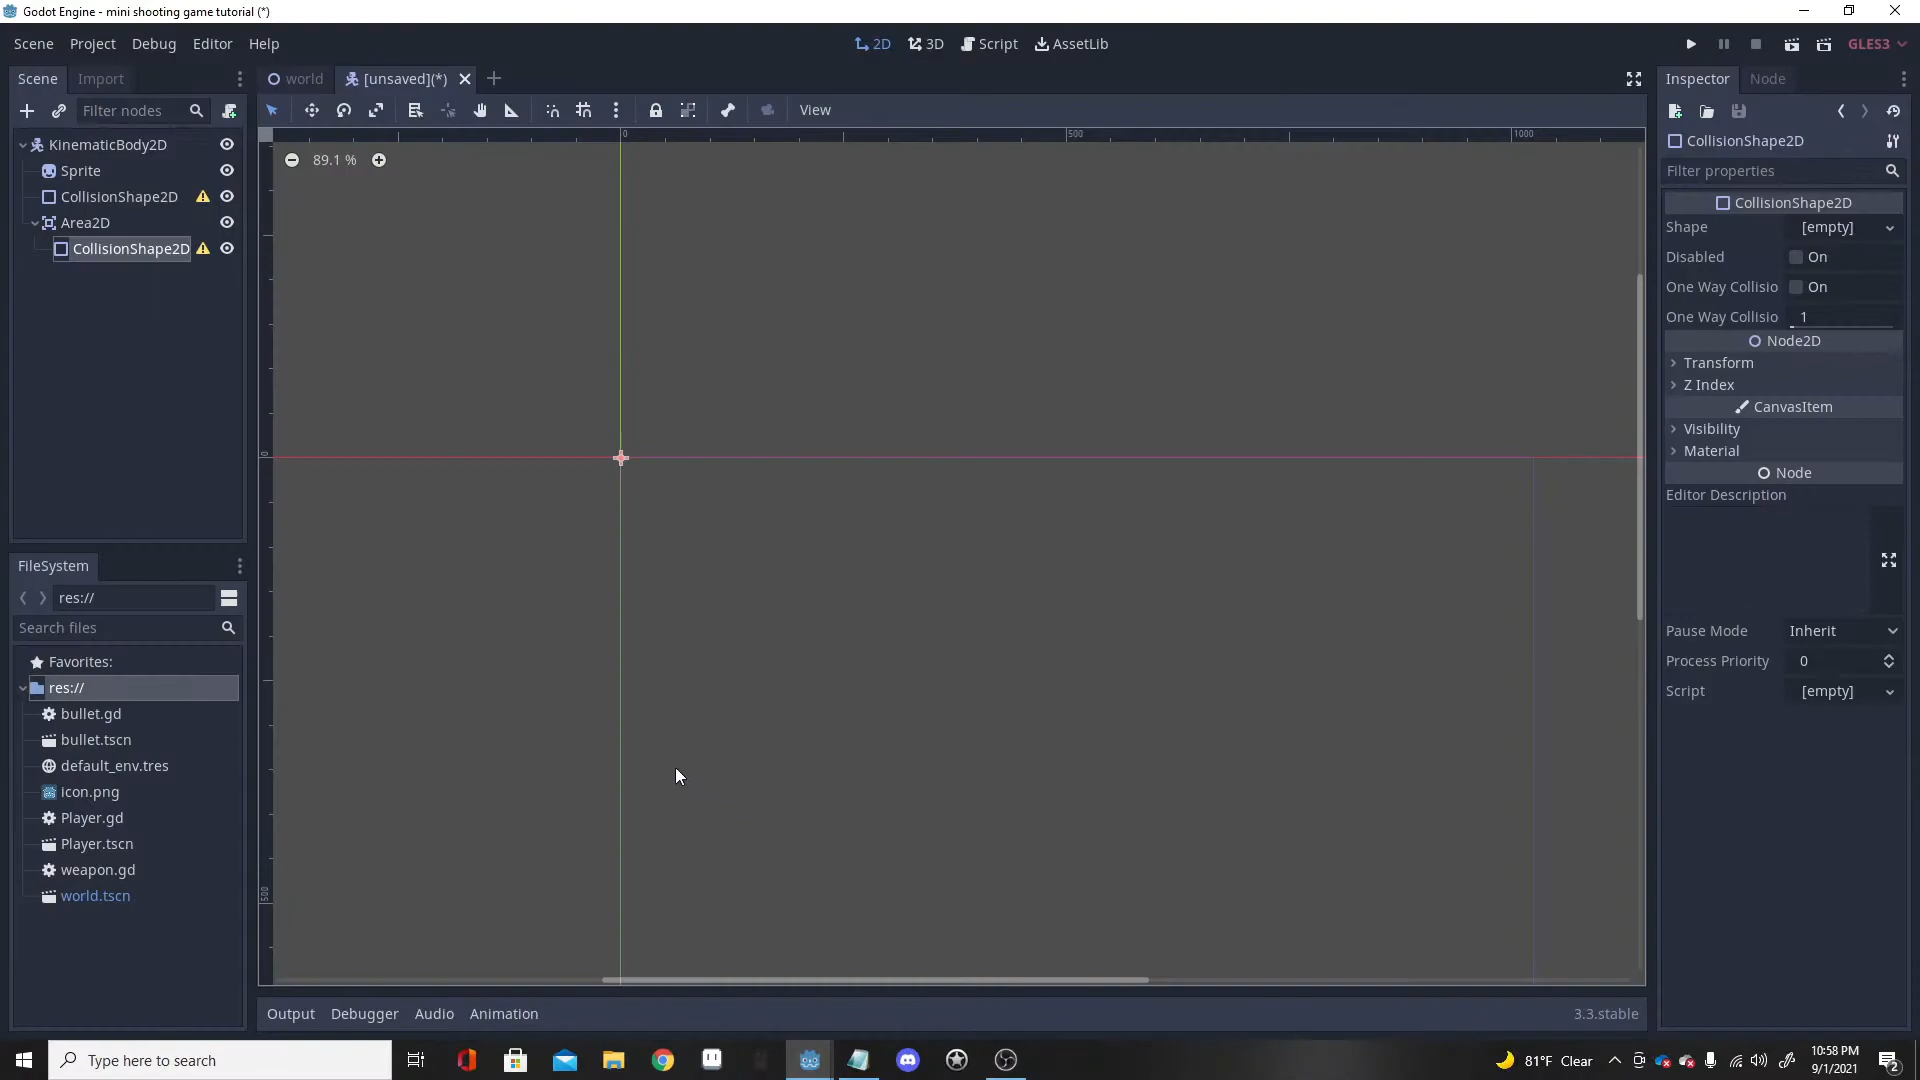 Godot Engine - mini shooting game tutorial (*)
Scene Project Debug Editor Help
2D 3D Script AssetLib
GLES3
Scene Import
world [unsaved](*)
Inspector Node
Filter nodes
View
CollisionShape2D
KinematicBody2D
Sprite
CollisionShape2D
Area2D
CollisionShape2D
0 500 1000
89.1 %
0
500
Filter properties
CollisionShape2D
Shape [empty]
Disabled On
One Way Collisio On
One Way Collisio 1
Node2D
Transform
Z Index
CanvasItem
Visibility
Material
Node
Editor Description
Pause Mode Inherit
Process Priority 0
Script [empty]
FileSystem
res://
Search files
Favorites:
res://
bullet.gd
bullet.tscn
default_env.tres
icon.png
Player.gd
Player.tscn
weapon.gd
world.tscn
Output Debugger Audio Animation
3.3.stable
Type here to search
81°F Clear
10:58 PM
9/1/2021
2